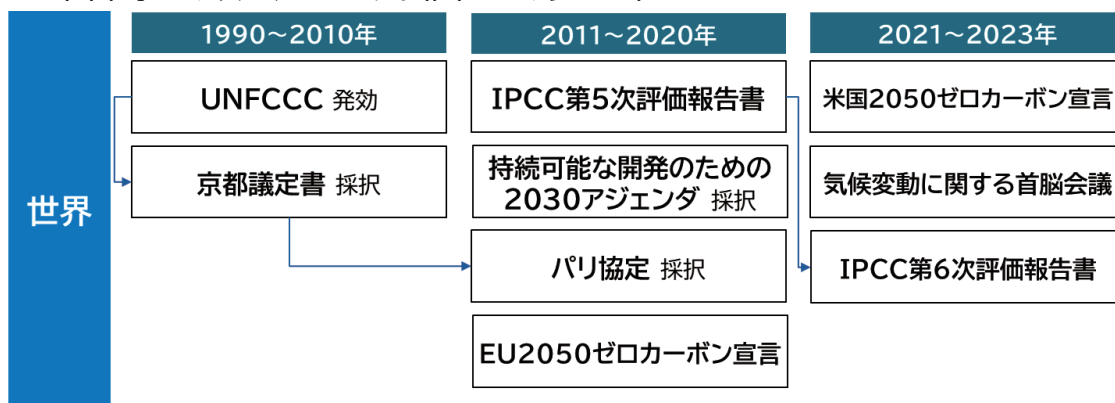 世界
1990～2010年
UNFCCC 発効
京都議定書 採択
2011～2020年
IPCC第5次評価報告書
持続可能な開発のための
2030アジェンダ 採択
パリ協定 採択
EU2050ゼロカーボン宣言
2021～2023年
米国2050ゼロカーボン宣言
気候変動に関する首脳会議
IPCC第6次評価報告書